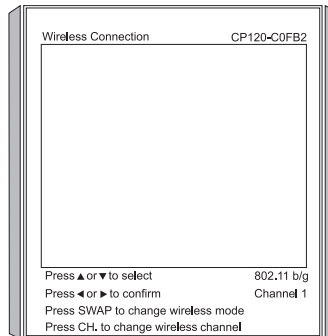 Wireless Connection CP120-C0FB2
Press ▲ or ▼ to select 802.11 b/g
Press ◄ or ► to confirm Channel 1
Press SWAP to change wireless mode
Press CH. to change wireless channel